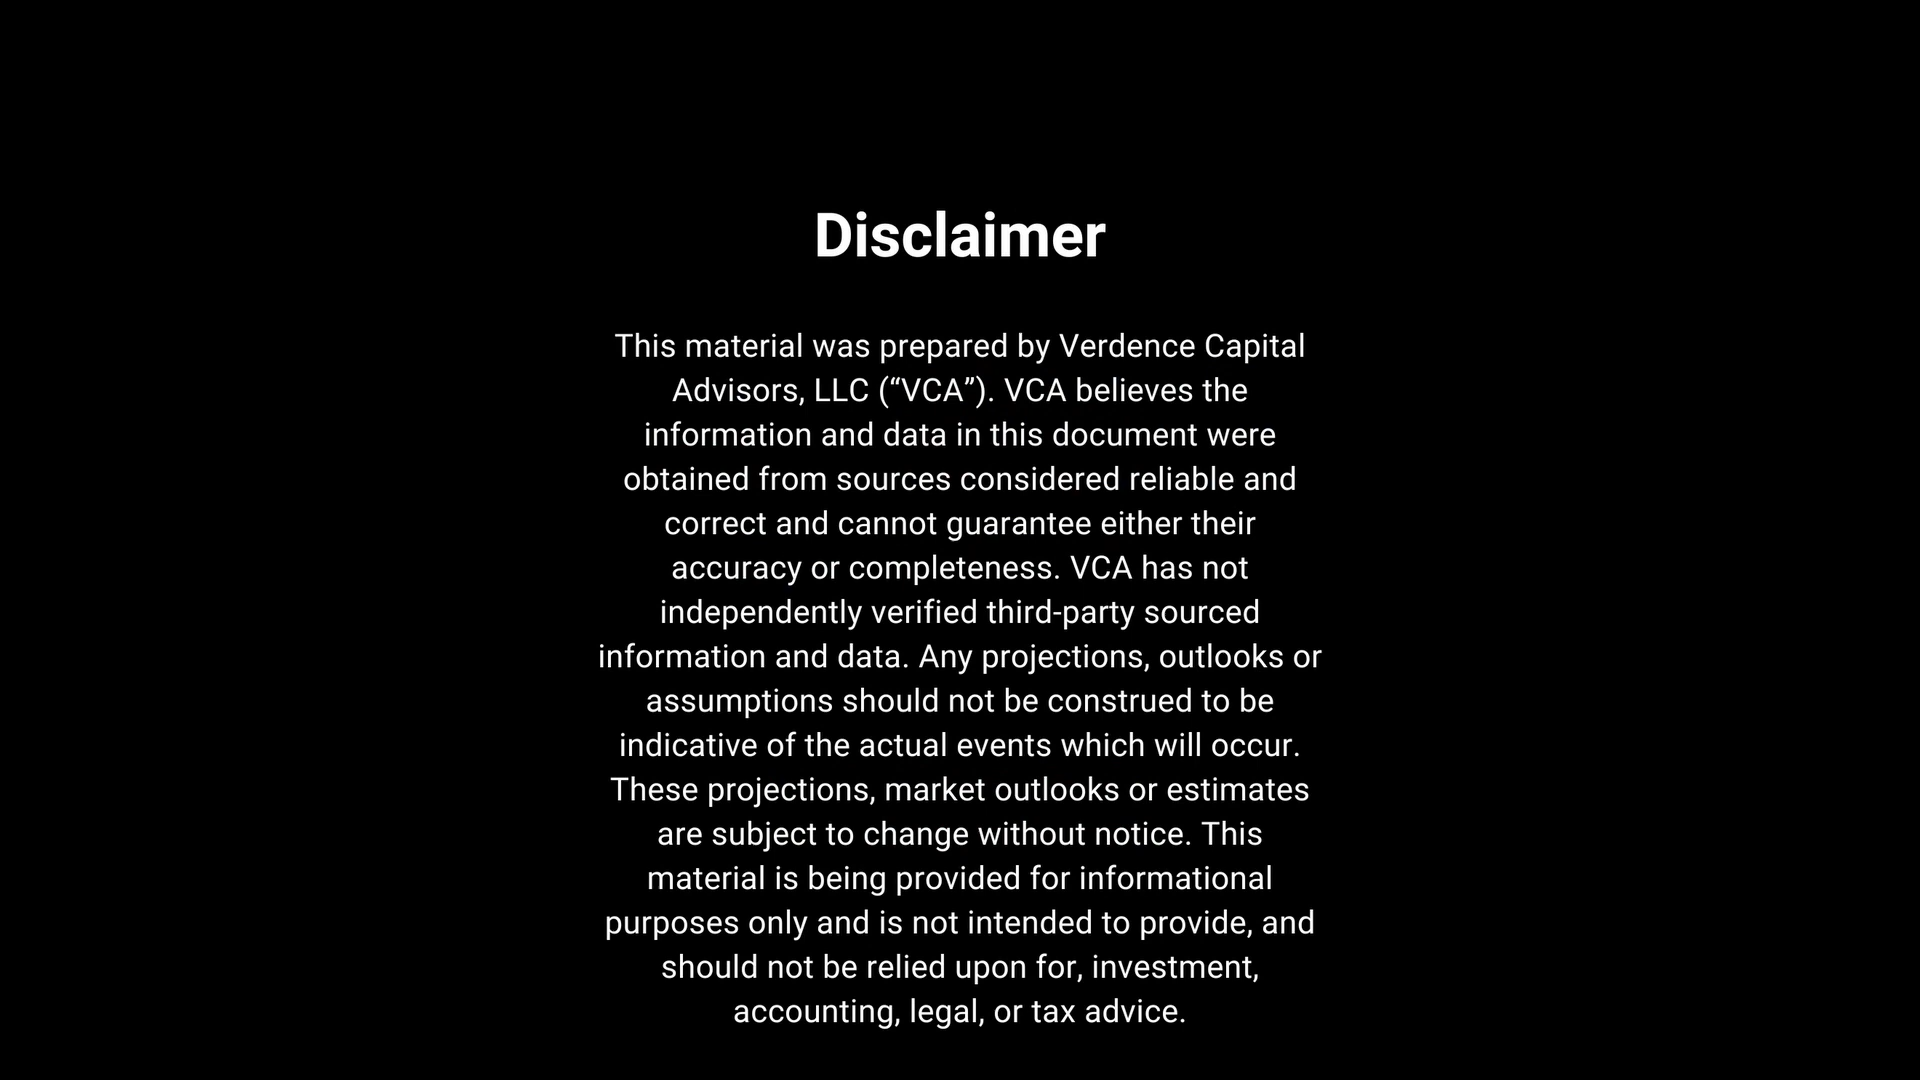 Disclaimer
This material was prepared by Verdence Capital
Advisors, LLC (“VCA”). VCA believes the
information and data in this document were
obtained from sources considered reliable and
correct and cannot guarantee either their
accuracy or completeness. VCA has not
independently verified third-party sourced
information and data. Any projections, outlooks or
assumptions should not be construed to be
indicative of the actual events which will occur.
These projections, market outlooks or estimates
are subject to change without notice. This
material is being provided for informational
purposes only and is not intended to provide, and
should not be relied upon for, investment,
accounting, legal, or tax advice.